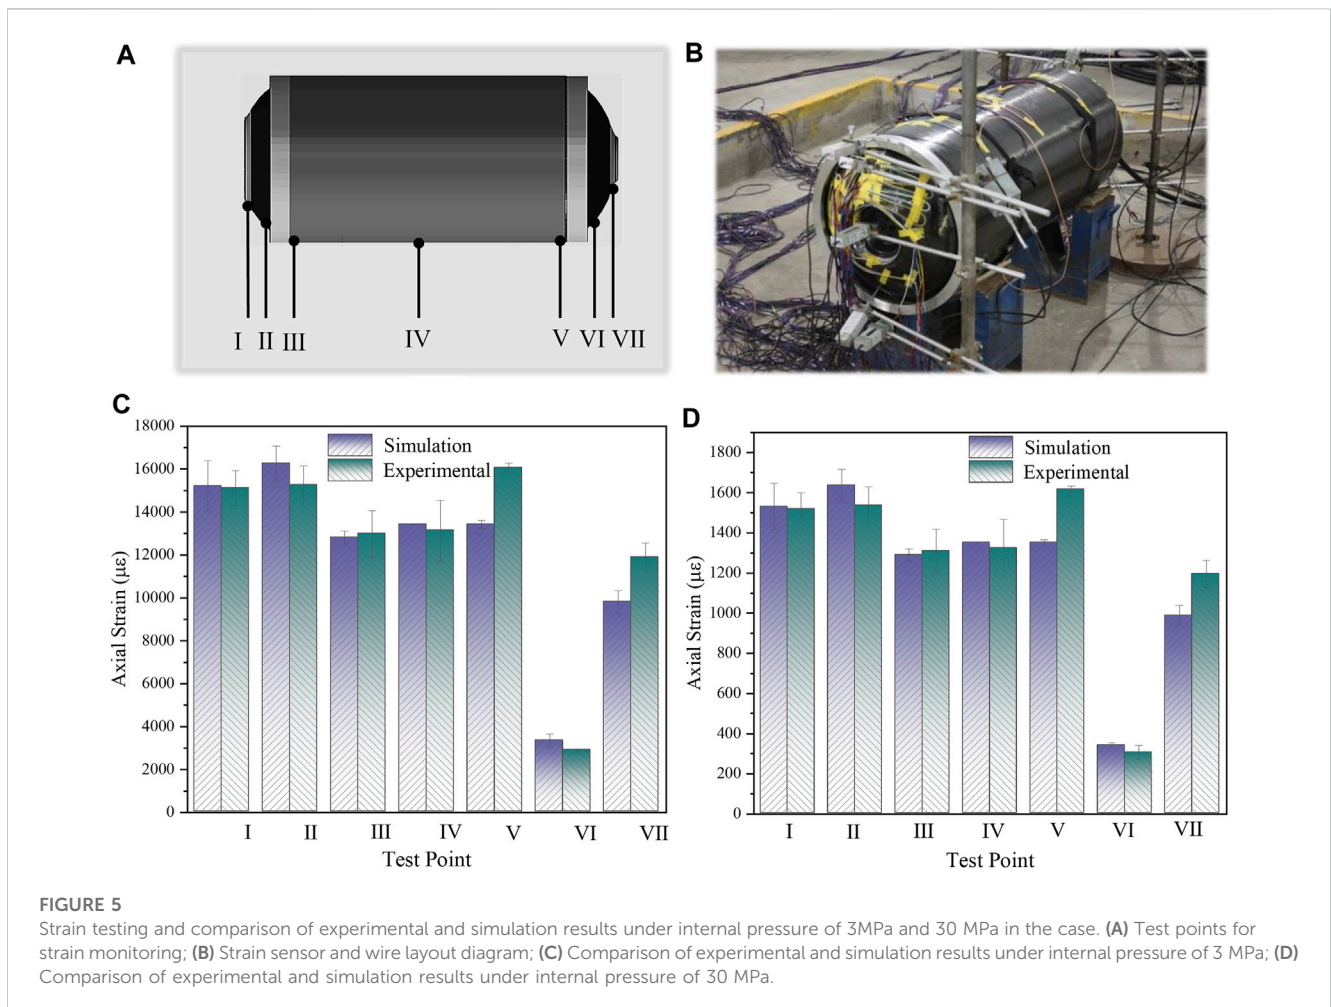 A
B
I II III IV V VI VII
C
18000
16000
14000
12000
10000
8000
6000
4000
2000
0
Axial Strain (με)
Simulation
Experimental
I II III IV V VI VII
Test Point
D
1800
1600
1400
1200
1000
800
600
400
200
0
Axial Strain (με)
Simulation
Experimental
I II III IV V VI VII
Test Point
FIGURE 5
Strain testing and comparison of experimental and simulation results under internal pressure of 3MPa and 30 MPa in the case. (A) Test points for
strain monitoring; (B) Strain sensor and wire layout diagram; (C) Comparison of experimental and simulation results under internal pressure of 3 MPa; (D)
Comparison of experimental and simulation results under internal pressure of 30 MPa.